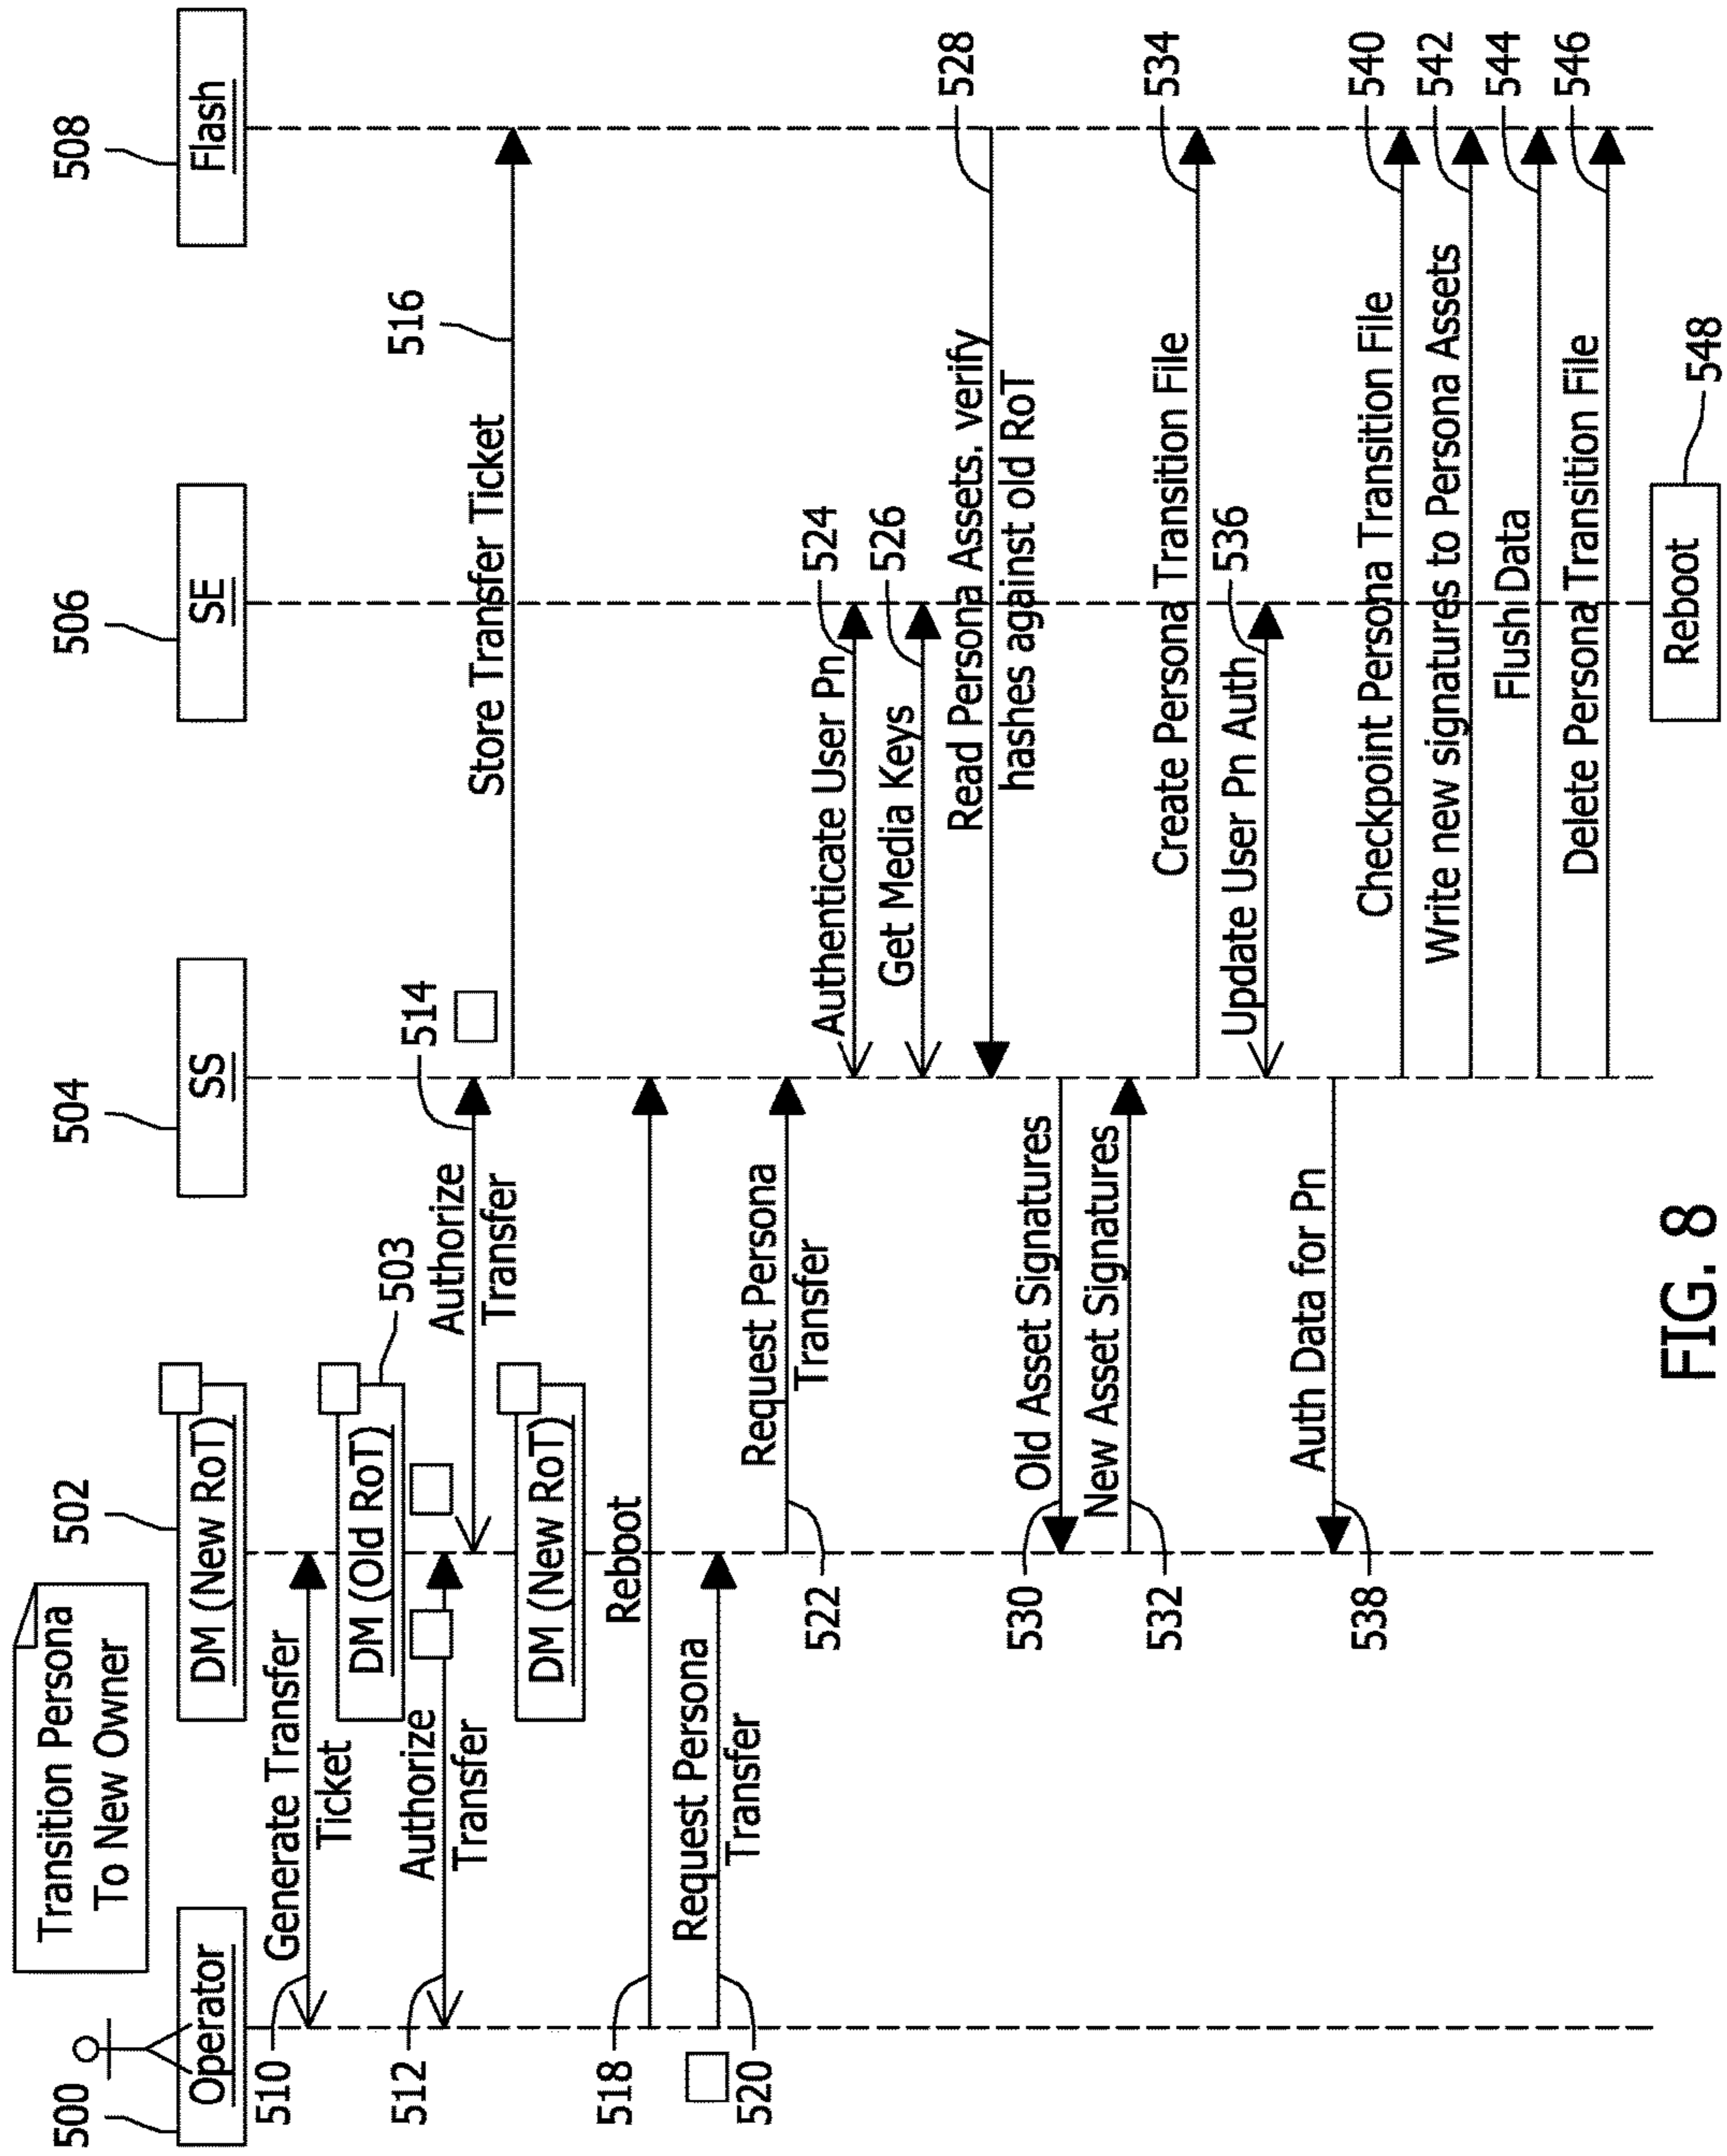 Transition Persona
To New Owner
500
502
504
506
508
Operator
DM (New RoT)
SS
SE
Flash
510
Generate Transfer
Ticket
DM (Old RoT)
503
512
Authorize
Transfer
Authorize
Transfer
514
Store Transfer Ticket
516
DM (New RoT)
518
Reboot
520
Request Persona
Transfer
522
Request Persona
Transfer
Authenticate User Pn
524
Get Media Keys
526
Read Persona Assets. verify
hashes against old RoT
528
530
Old Asset Signatures
532
New Asset Signatures
Create Persona Transition File
534
Update User Pn Auth
536
538
Auth Data for Pn
Checkpoint Persona Transition File
540
Write new signatures to Persona Assets
542
Flush Data
544
Delete Persona Transition File
546
Reboot
548
FIG. 8